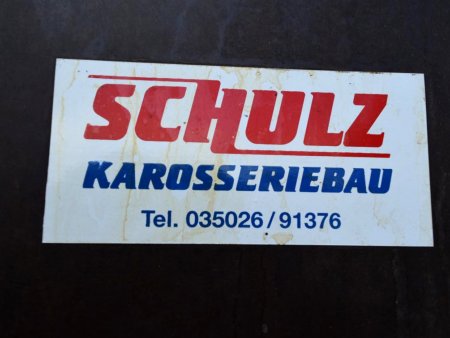 SCHULZ
KAROSSERIEBAU
Tel. 035026/91376